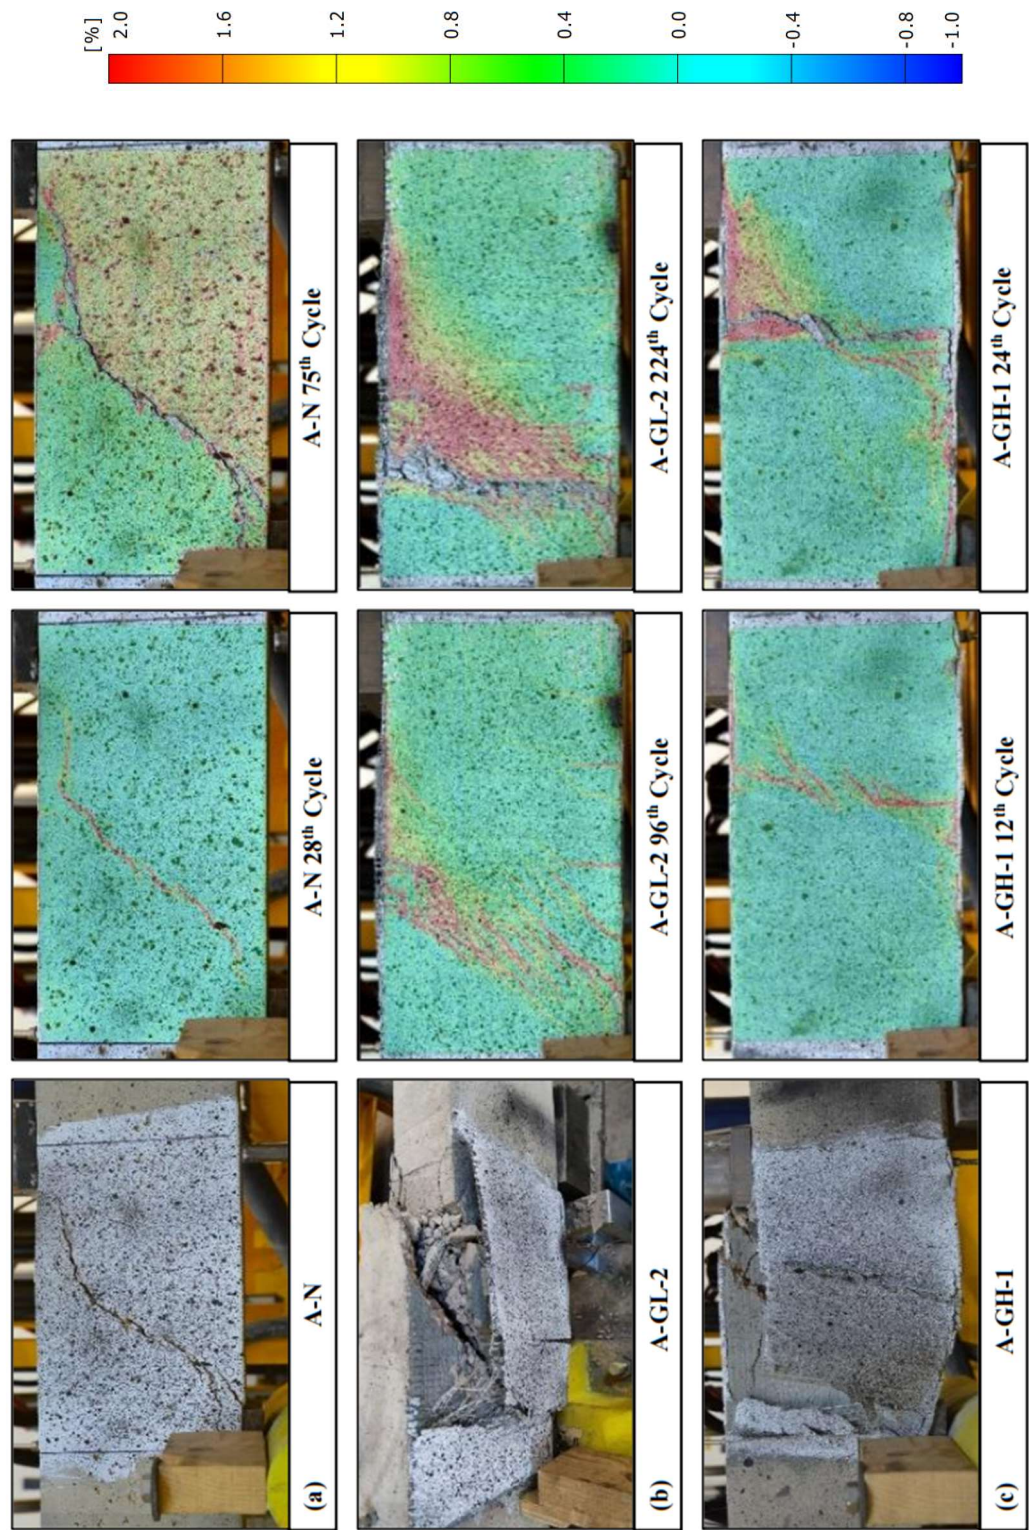 (a) A-N
A-N 28th Cycle
A-N 75th Cycle
(b) A-GL-2
A-GL-2 96th Cycle
A-GL-2 224th Cycle
(c) A-GH-1
A-GH-1 12th Cycle
A-GH-1 24th Cycle
[%]
2.0
1.6
1.2
0.8
0.4
0.0
-0.4
-0.8
-1.0